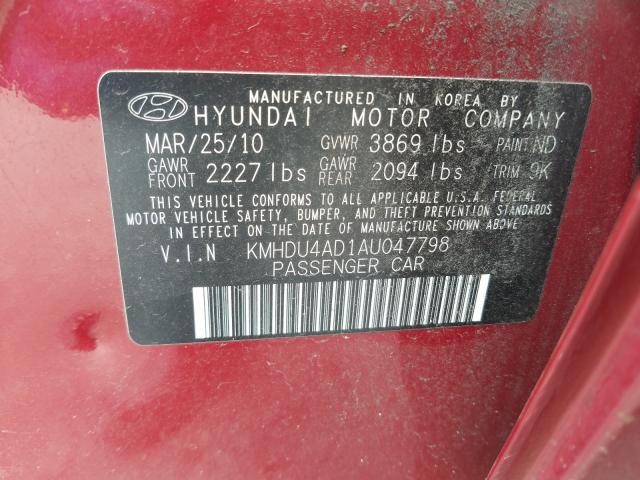 MANUFACTURED IN KOREA BY
HYUNDAI MOTOR COMPANY
MAR/25/10 GVWR 3869 lbs PAINT ND
GAWR FRONT 2227 lbs GAWR REAR 2094 lbs TRIM 9K
THIS VEHICLE CONFORMS TO ALL APPLICABLE U.S.A. FEDERAL
MOTOR VEHICLE SAFETY, BUMPER, AND THEFT PREVENTION STANDARDS
IN EFFECT ON THE DATE OF MANUFACTURE SHOWN ABOVE
V.I.N KMHDU4AD1AU047798
PASSENGER CAR